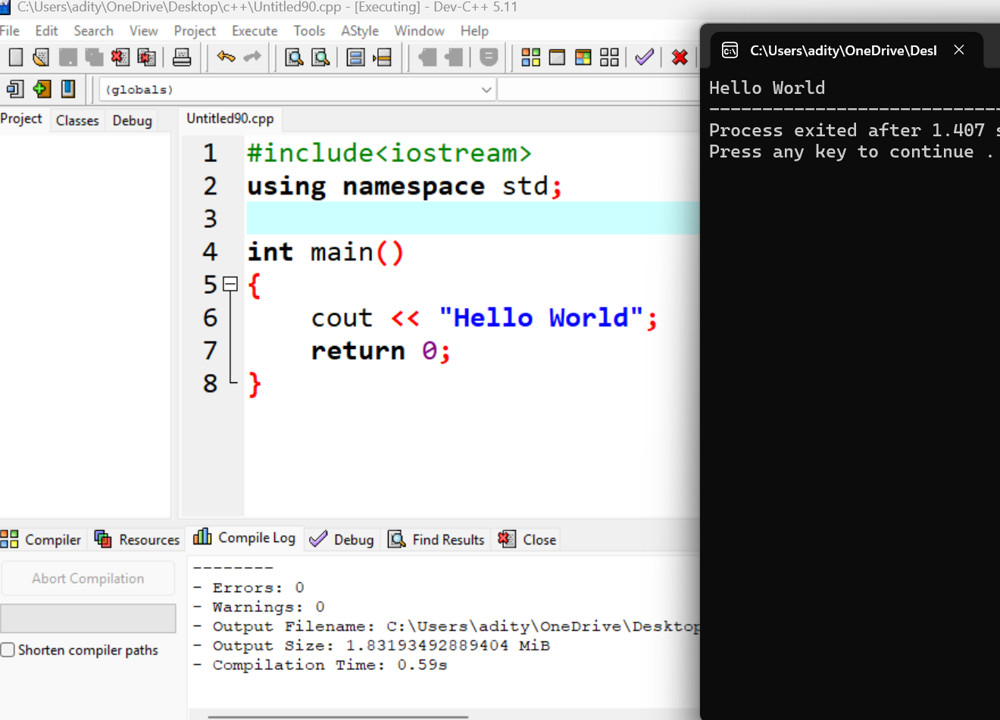 C:\Users\adity\OneDrive\Desktop\c++\Untitled90.cpp - [Executing] - Dev-C++ 5.11
File Edit Search View Project Execute Tools AStyle Window Help
(globals)
Project Classes Debug
Untitled90.cpp
1 #include<iostream>
2 using namespace std;
3
4 int main()
5 {
6 cout << "Hello World";
7 return 0;
8 }
Compiler Resources Compile Log Debug Find Results Close
Abort Compilation
Shorten compiler paths
--------
- Errors: 0
- Warnings: 0
- Output Filename: C:\Users\adity\OneDrive\Desktop
- Output Size: 1.83193492889404 MiB
- Compilation Time: 0.59s
C:\Users\adity\OneDrive\Desl
Hello World
----------------------------
Process exited after 1.407 s
Press any key to continue .